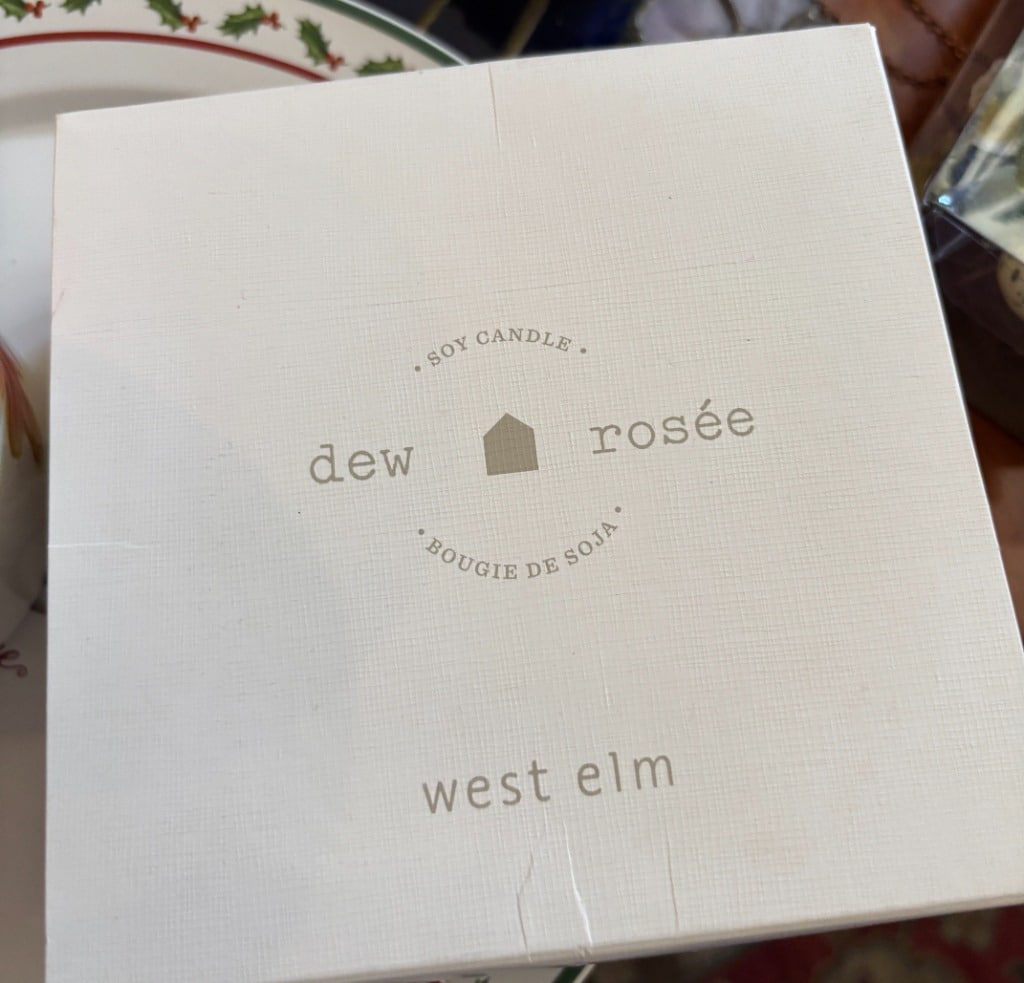 • SOY CANDLE •
dew rosée
• BOUGIE DE SOJA •
west elm